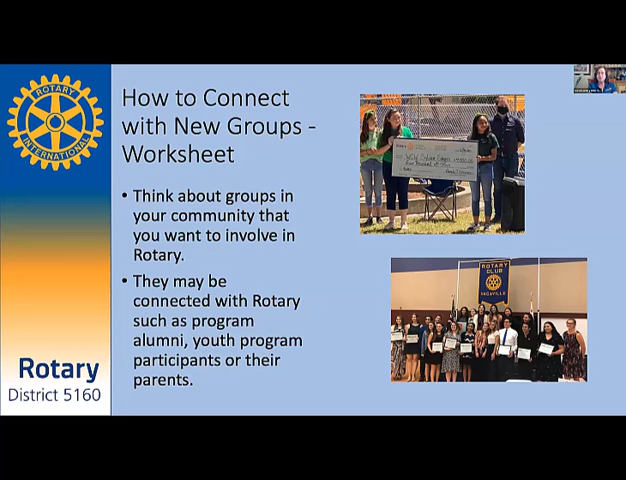 ROTARY
INTERNATIONAL
How to Connect
with New Groups -
Worksheet
• Think about groups in
your community that
you want to involve in
Rotary.
• They may be
connected with Rotary
such as program
alumni, youth program
participants or their
parents.
Rotary
District 5160
ROTARY
CLUB
VACAVILLE